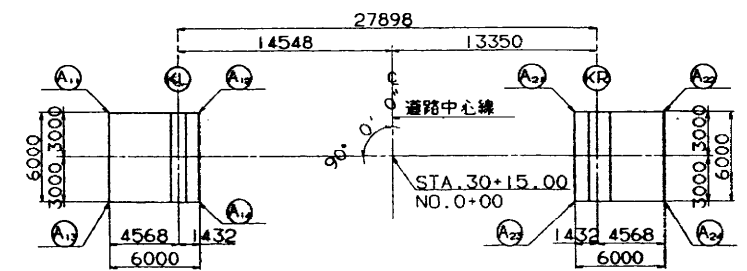 27898
14548
13350
A₁₁
KL
A₁₂
℄
A₂₁
KR
A₂₂
道路中心線
90° 0' 0"
6000
3000
3000
3000
3000
6000
STA.30+15.00
NO.0+00
A₁₃
A₁₄
A₂₃
A₂₄
4568
1432
1432
4568
6000
6000